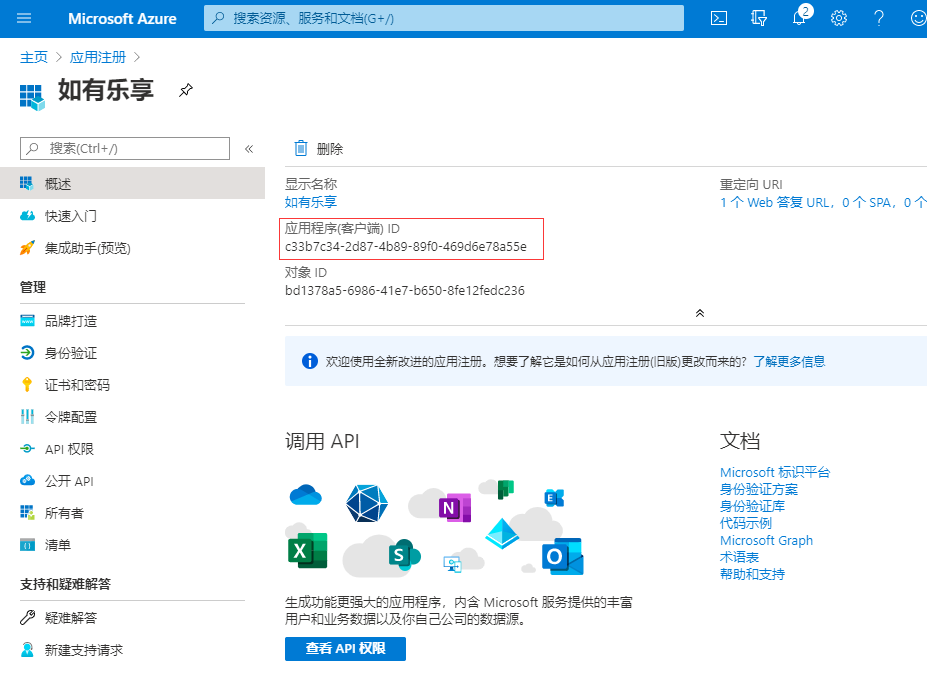 Microsoft Azure
搜索资源、服务和文档(G+/)
2
主页 > 应用注册 >
如有乐享
搜索(Ctrl+/)
«
概述
快速入门
集成助手(预览)
管理
品牌打造
身份验证
证书和密码
令牌配置
API 权限
公开 API
所有者
清单
支持和疑难解答
疑难解答
新建支持请求
删除
显示名称
如有乐享
应用程序(客户端) ID
c33b7c34-2d87-4b89-89f0-469d6e78a55e
对象 ID
bd1378a5-6986-41e7-b650-8fe12fedc236
重定向 URI
1 个 Web 答复 URL，0 个 SPA，0 个
欢迎使用全新改进的应用注册。想要了解它是如何从应用注册(旧版)更改而来的? 了解更多信息
调用 API
N
E
X
S
O
生成功能更强大的应用程序，内含 Microsoft 服务提供的丰富
用户和业务数据以及你自己公司的数据源。
查看 API 权限
文档
Microsoft 标识平台
身份验证方案
身份验证库
代码示例
Microsoft Graph
术语表
帮助和支持